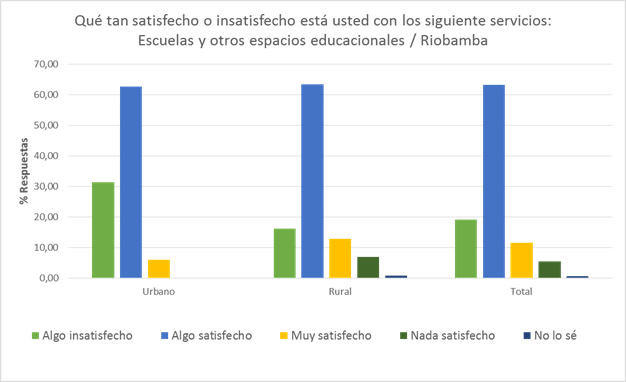 Qué tan satisfecho o insatisfecho está usted con los siguiente servicios:
Escuelas y otros espacios educacionales / Riobamba
% Respuestas
70,00
60,00
50,00
40,00
30,00
20,00
10,00
0,00
Urbano Rural Total
Algo insatisfecho Algo satisfecho Muy satisfecho Nada satisfecho No lo sé